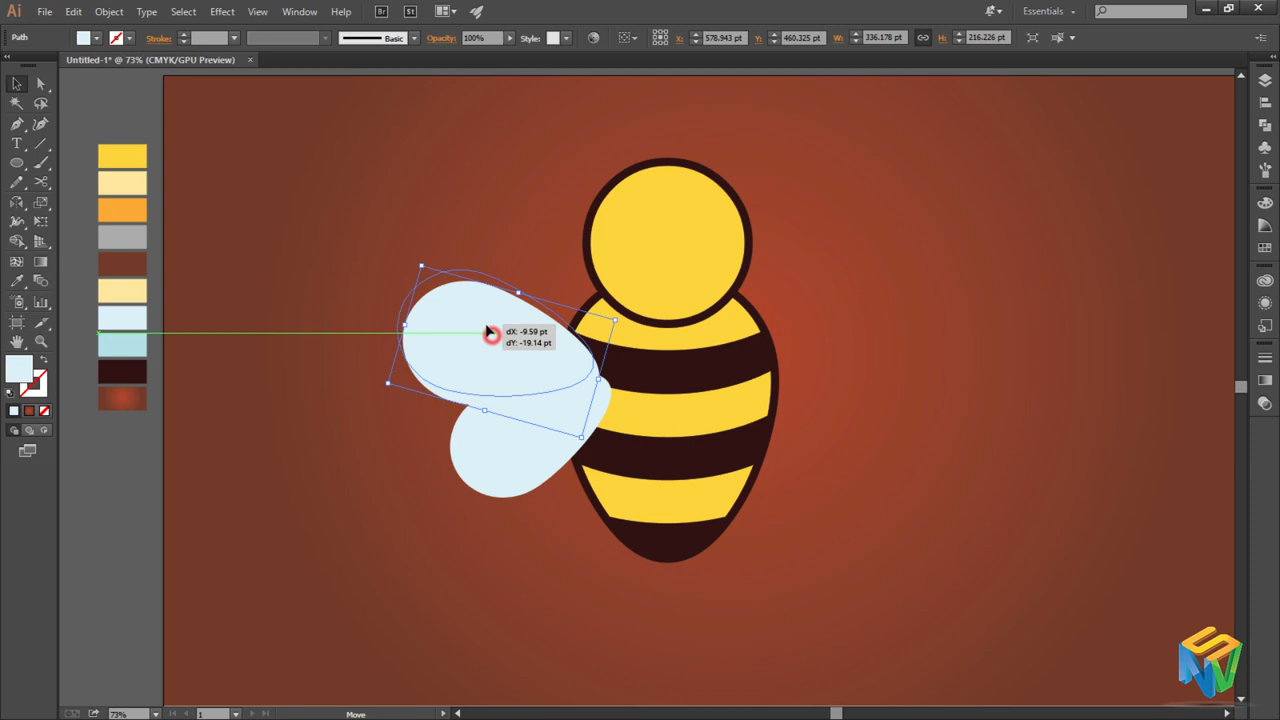 Ai File Edit Object Type Select Effect View Window Help Br St Essentials
Path Stroke: Basic Opacity: 100% Style: X: 578.943 pt Y: 460.325 pt W: 336.178 pt H: 216.226 pt
Untitled-1* @ 73% (CMYK/GPU Preview)
T
dX: -9.59 pt
dY: -19.14 pt
73% 1 Move